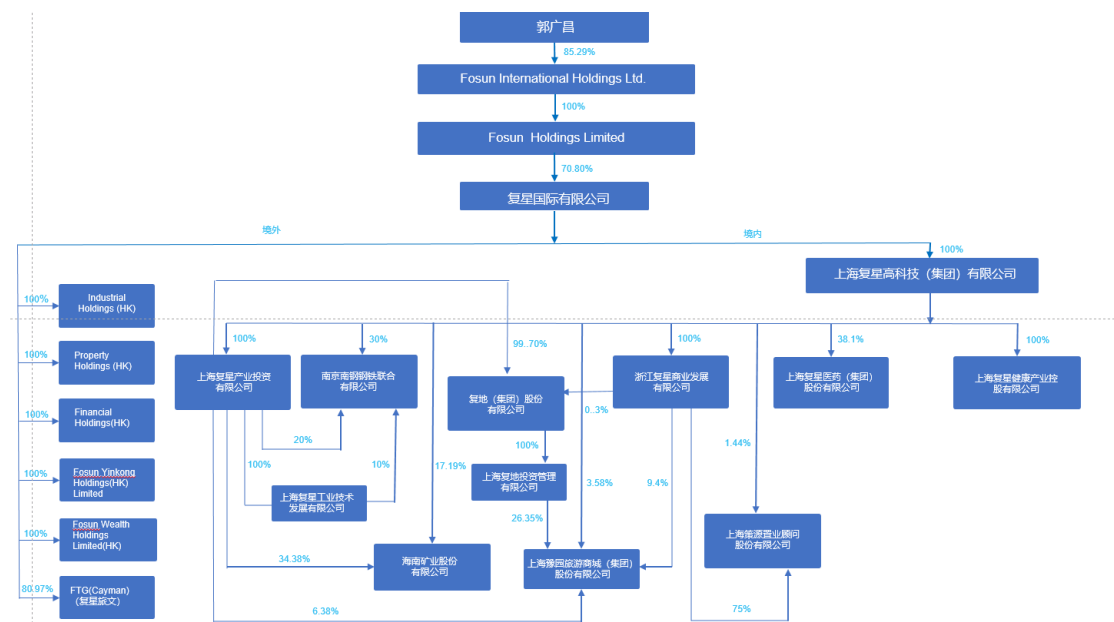 郭广昌
85.29%
Fosun International Holdings Ltd.
100%
Fosun Holdings Limited
70.80%
复星国际有限公司
境外
境内
100%
上海复星高科技（集团）有限公司
100%
Industrial
Holdings (HK)
100%
Property
Holdings (HK)
100%
Financial
Holdings(HK)
100%
Fosun Yinkong
Holdings(HK)
Limited
100%
Fosun Wealth
Holdings
Limited(HK)
80.97%
FTG(Cayman)
（复星旅文）
100%
30%
99..70%
100%
38.1%
100%
上海复星产业投资
有限公司
南京南钢钢铁联合
有限公司
复地（集团）股份
有限公司
浙江复星商业发展
有限公司
上海复星医药（集团）
股份有限公司
上海复星健康产业控
股有限公司
0..3%
20%
100%
10%
17.19%
100%
3.58%
9.4%
1.44%
上海复星工业技术
发展有限公司
上海复地投资管理
有限公司
26.35%
上海策源置业顾问
股份有限公司
34.38%
海南矿业股份
有限公司
上海豫园旅游商城（集团）
股份有限公司
6.38%
75%